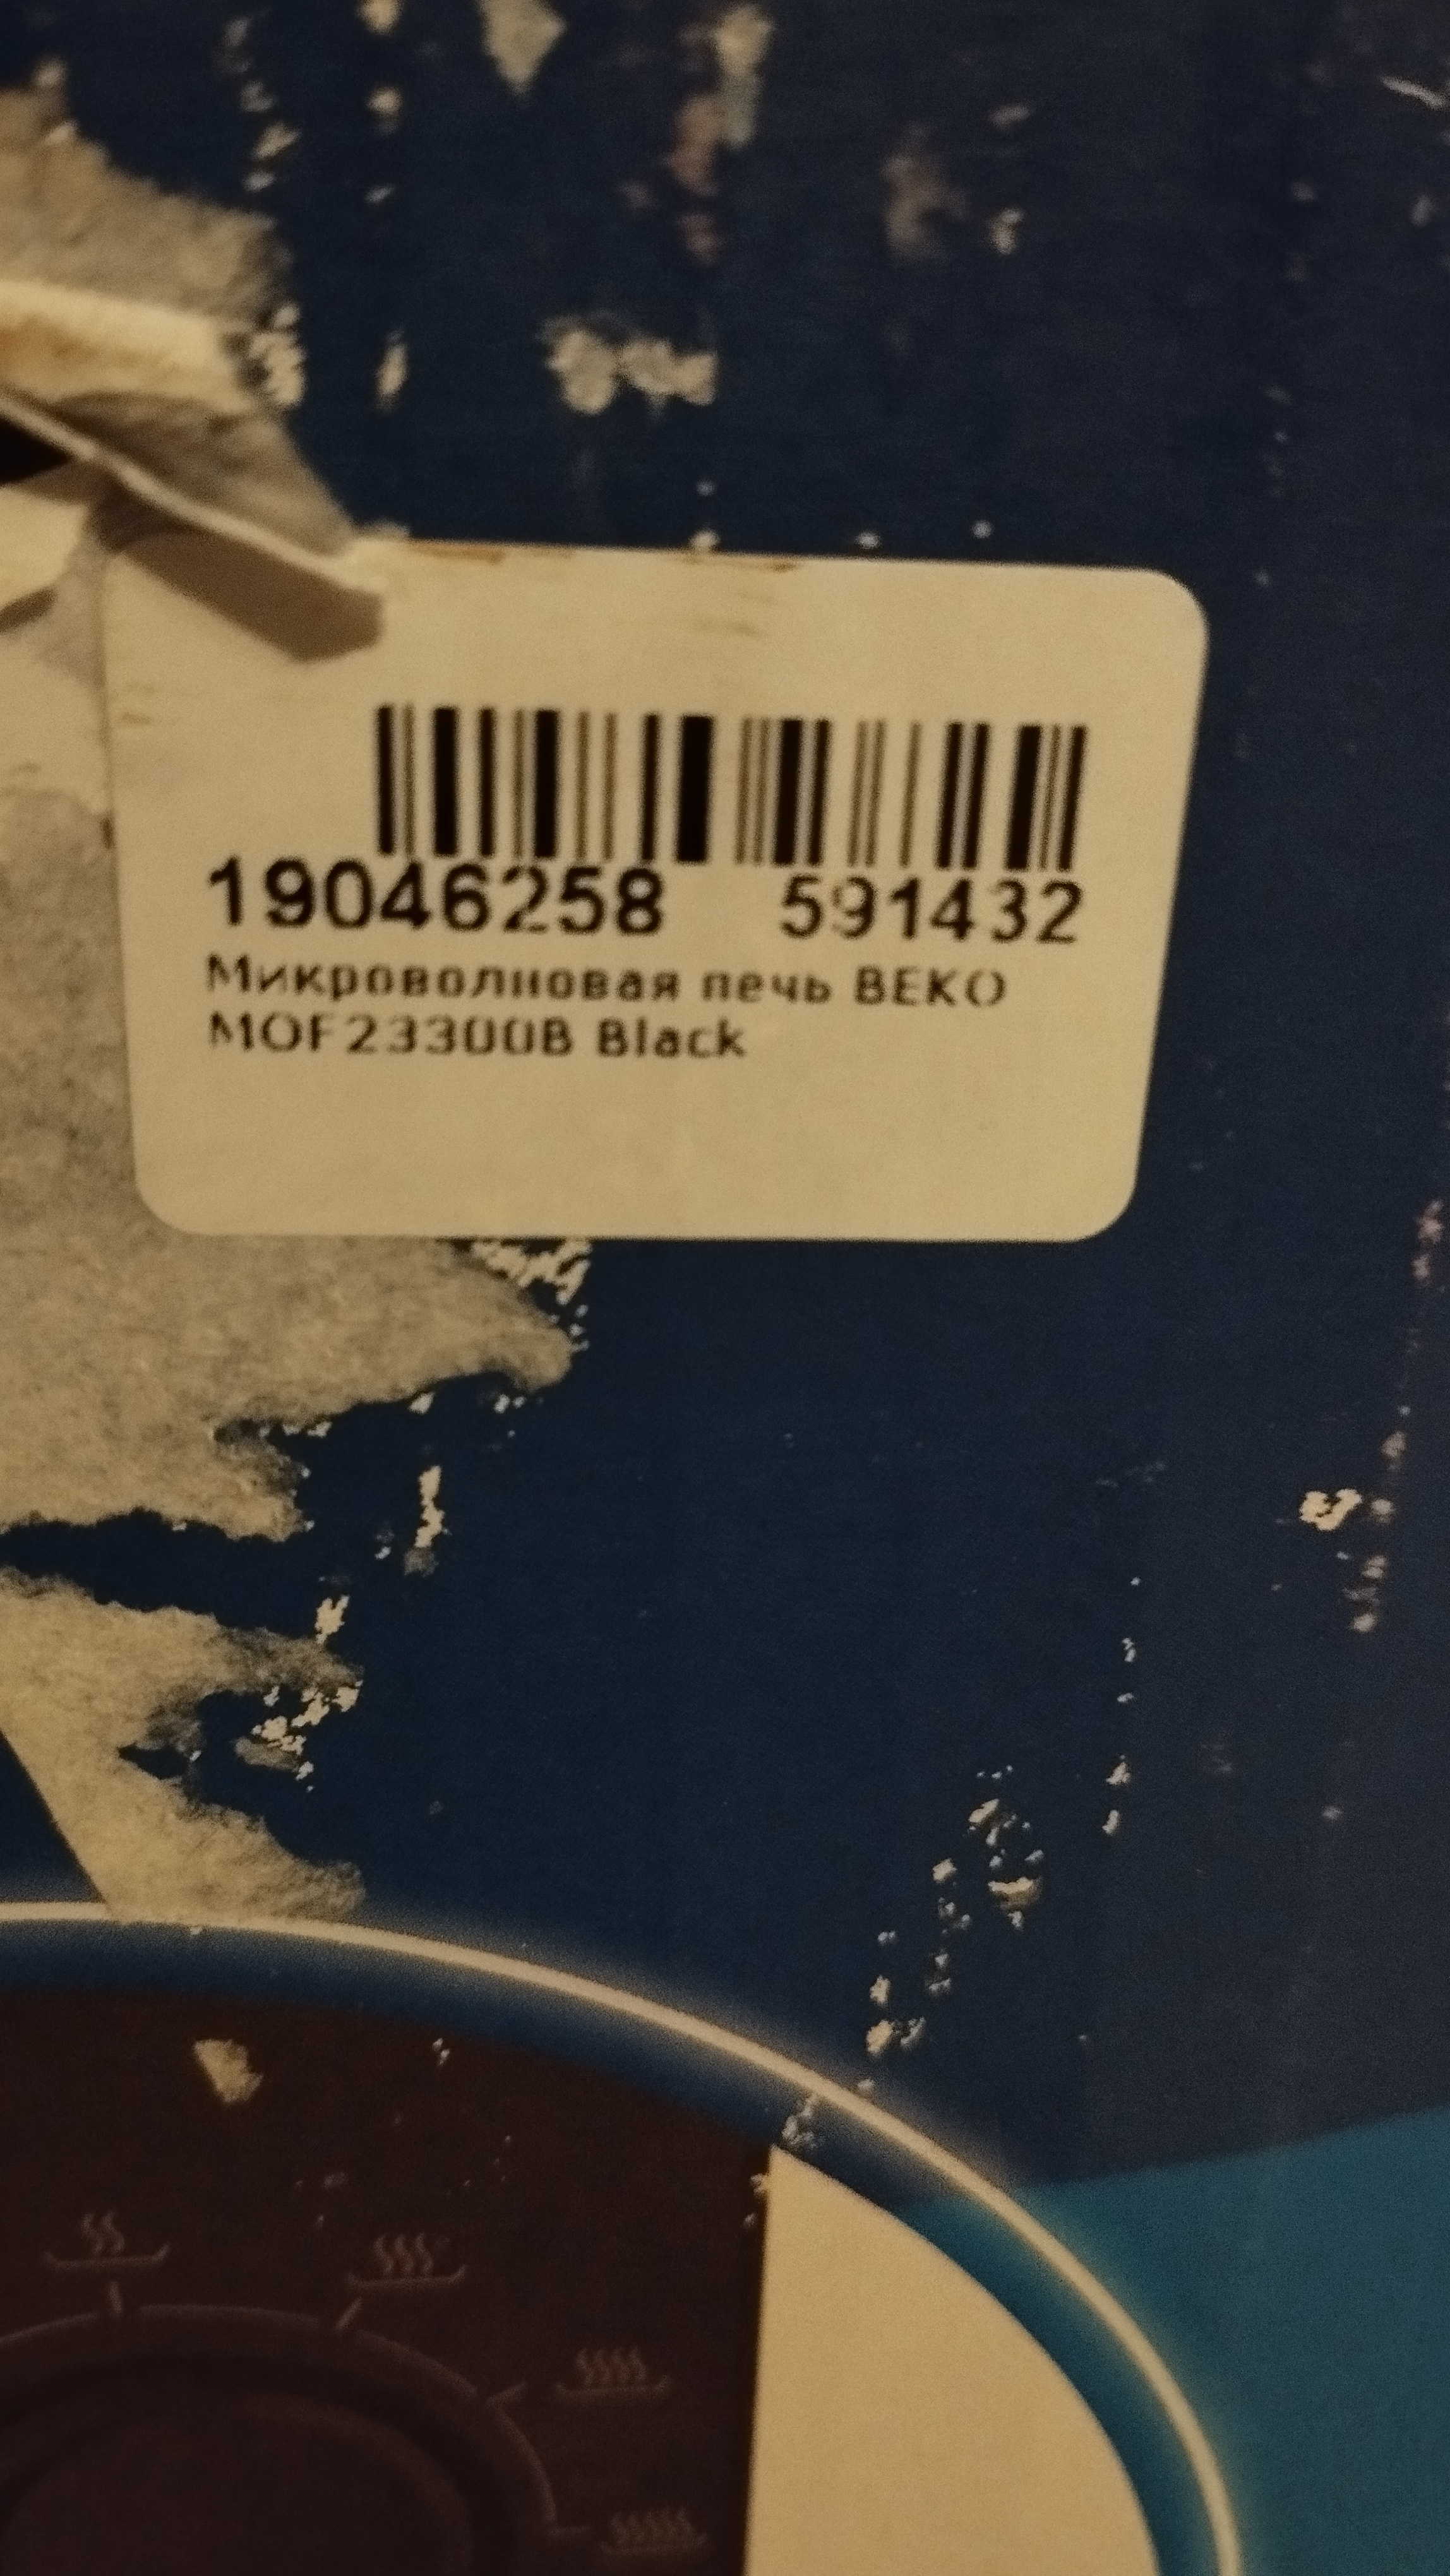 19046258 591432
Микроволновая печь BEKO
MOF23300B Black